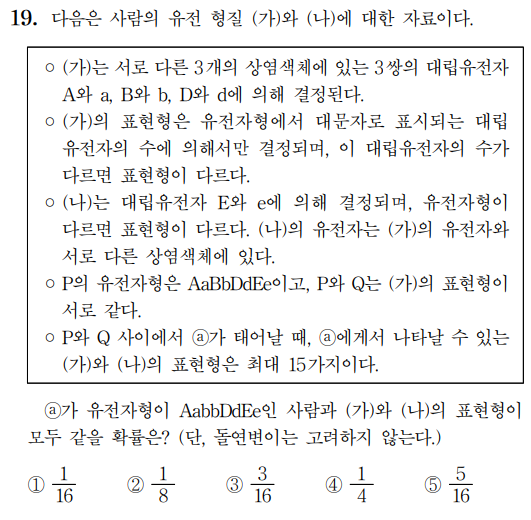 19. 다음은 사람의 유전 형질 (가)와 (나)에 대한 자료이다.
○ (가)는 서로 다른 3개의 상염색체에 있는 3쌍의 대립유전자
A와 a, B와 b, D와 d에 의해 결정된다.
○ (가)의 표현형은 유전자형에서 대문자로 표시되는 대립
유전자의 수에 의해서만 결정되며, 이 대립유전자의 수가
다르면 표현형이 다르다.
○ (나)는 대립유전자 E와 e에 의해 결정되며, 유전자형이
다르면 표현형이 다르다. (나)의 유전자는 (가)의 유전자와
서로 다른 상염색체에 있다.
○ P의 유전자형은 AaBbDdEe이고, P와 Q는 (가)의 표현형이
서로 같다.
○ P와 Q 사이에서 ⓐ가 태어날 때, ⓐ에게서 나타날 수 있는
(가)와 (나)의 표현형은 최대 15가지이다.
ⓐ가 유전자형이 AabbDdEe인 사람과 (가)와 (나)의 표현형이
모두 같을 확률은? (단, 돌연변이는 고려하지 않는다.)
① 1/16 ② 1/8 ③ 3/16 ④ 1/4 ⑤ 5/16